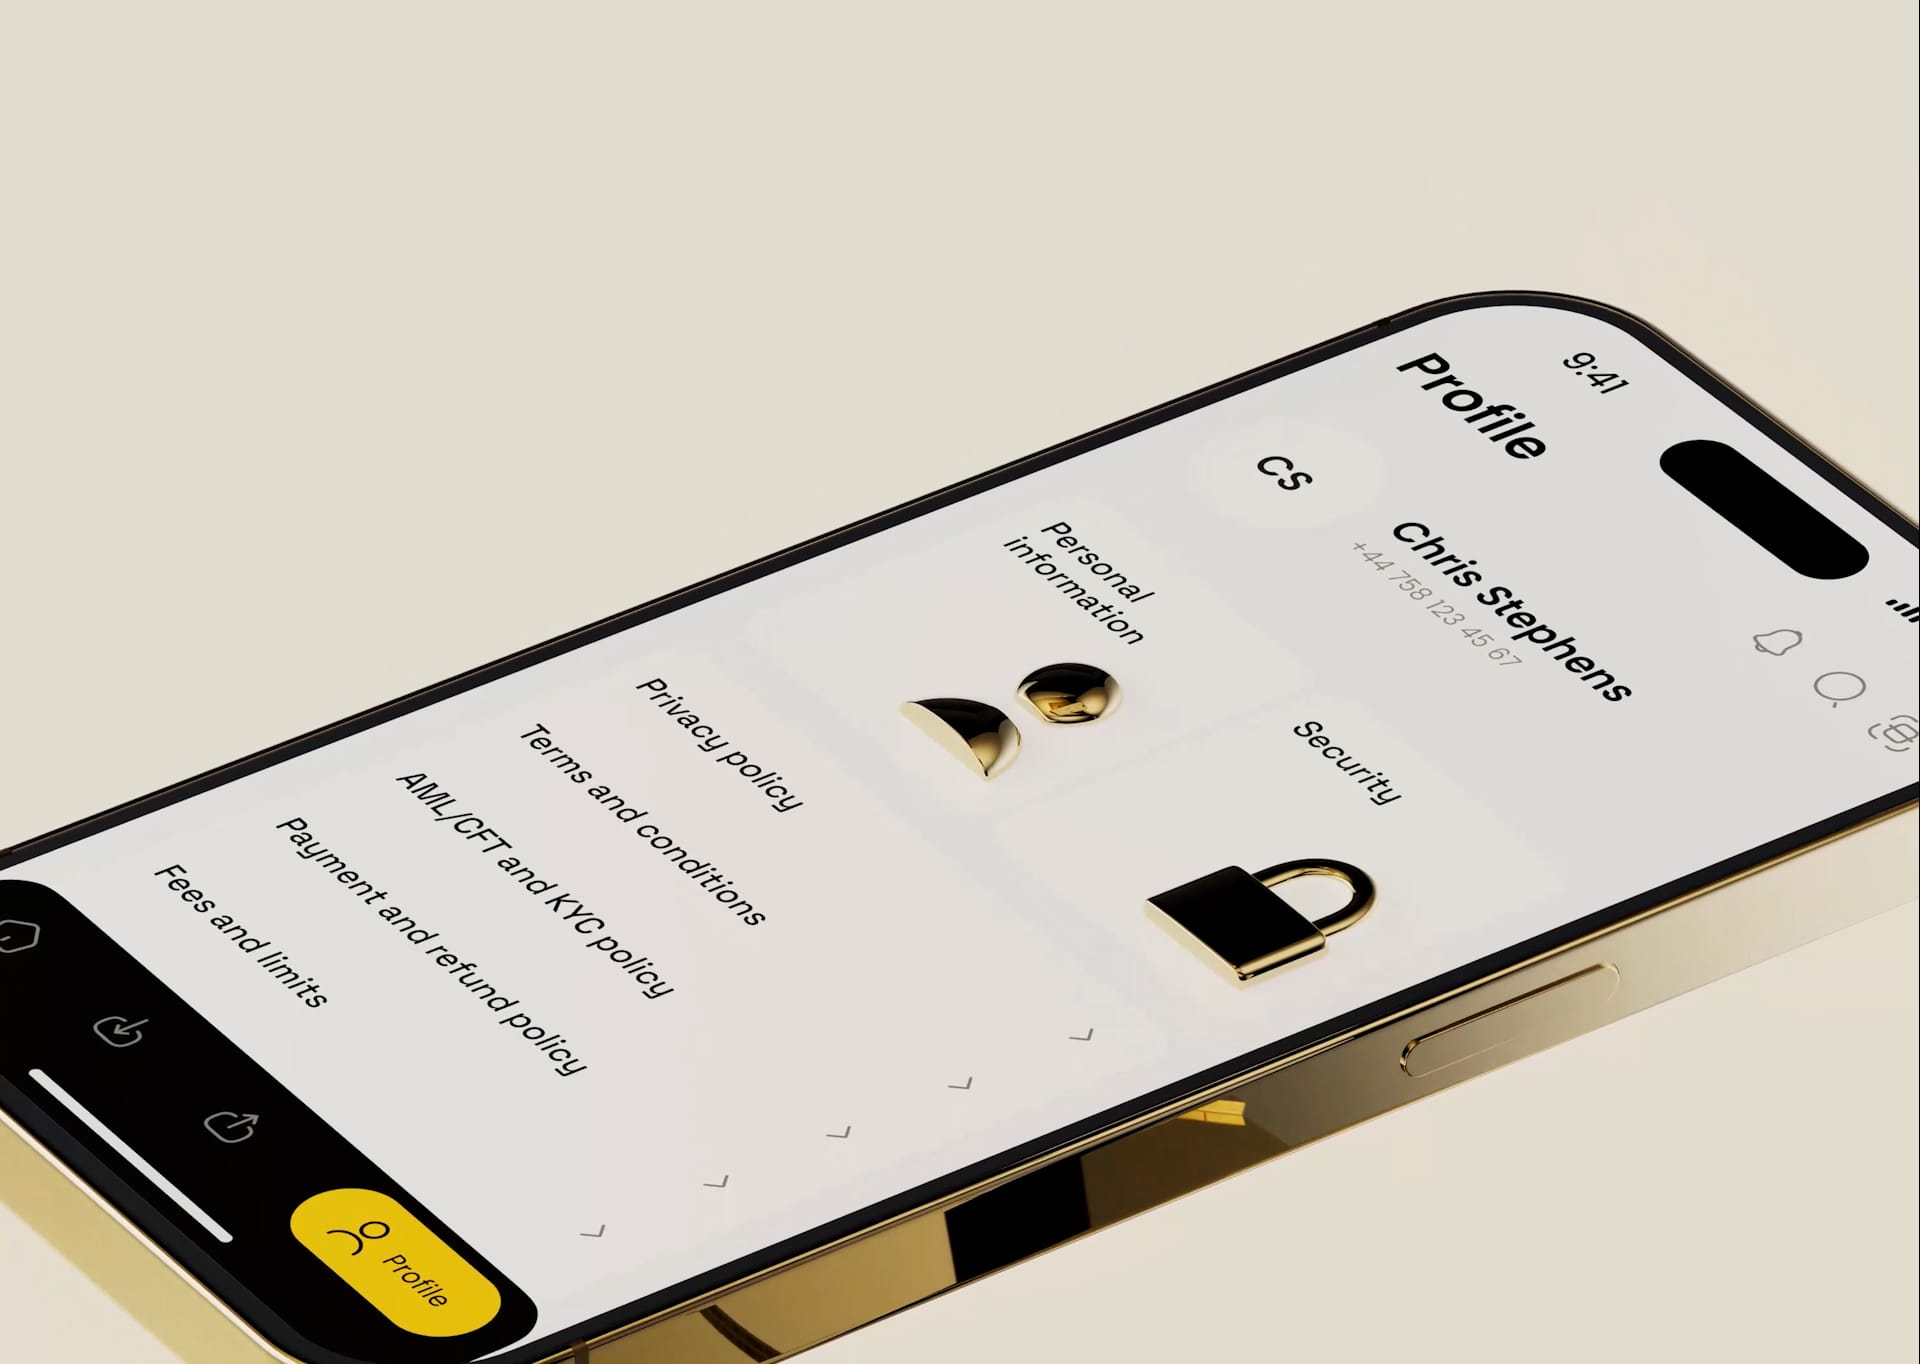 9:41
Profile
CS
Chris Stephens
+44 758 123 45 67
Personal
information
Security
Privacy policy
Terms and conditions
AML/CFT and KYC policy
Payment and refund policy
Fees and limits
Profile